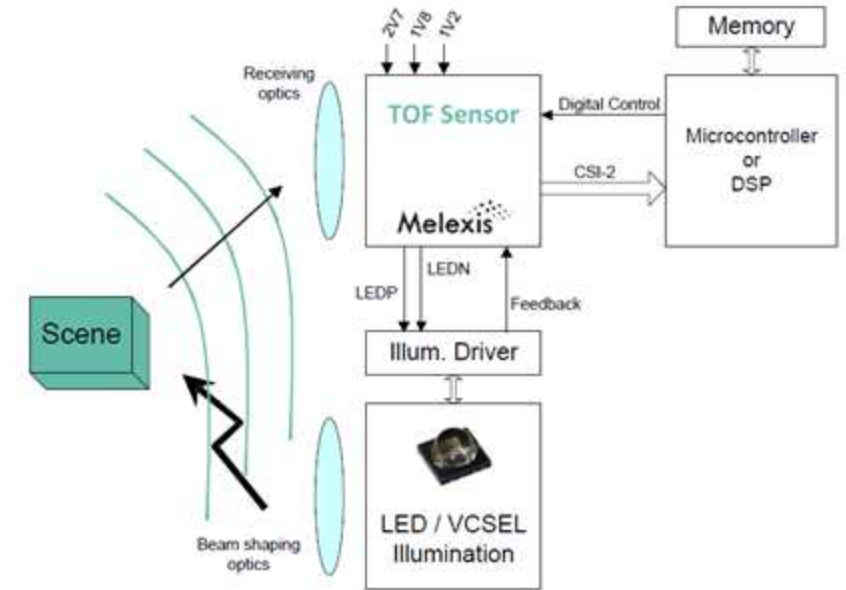 2V7
1V8
1V2
Memory
Receiving
optics
TOF Sensor
Digital Control
Microcontroller
or
DSP
CSI-2
Melexis
LEDP
LEDN
Feedback
Scene
Illum. Driver
LED / VCSEL
Illumination
Beam shaping
optics